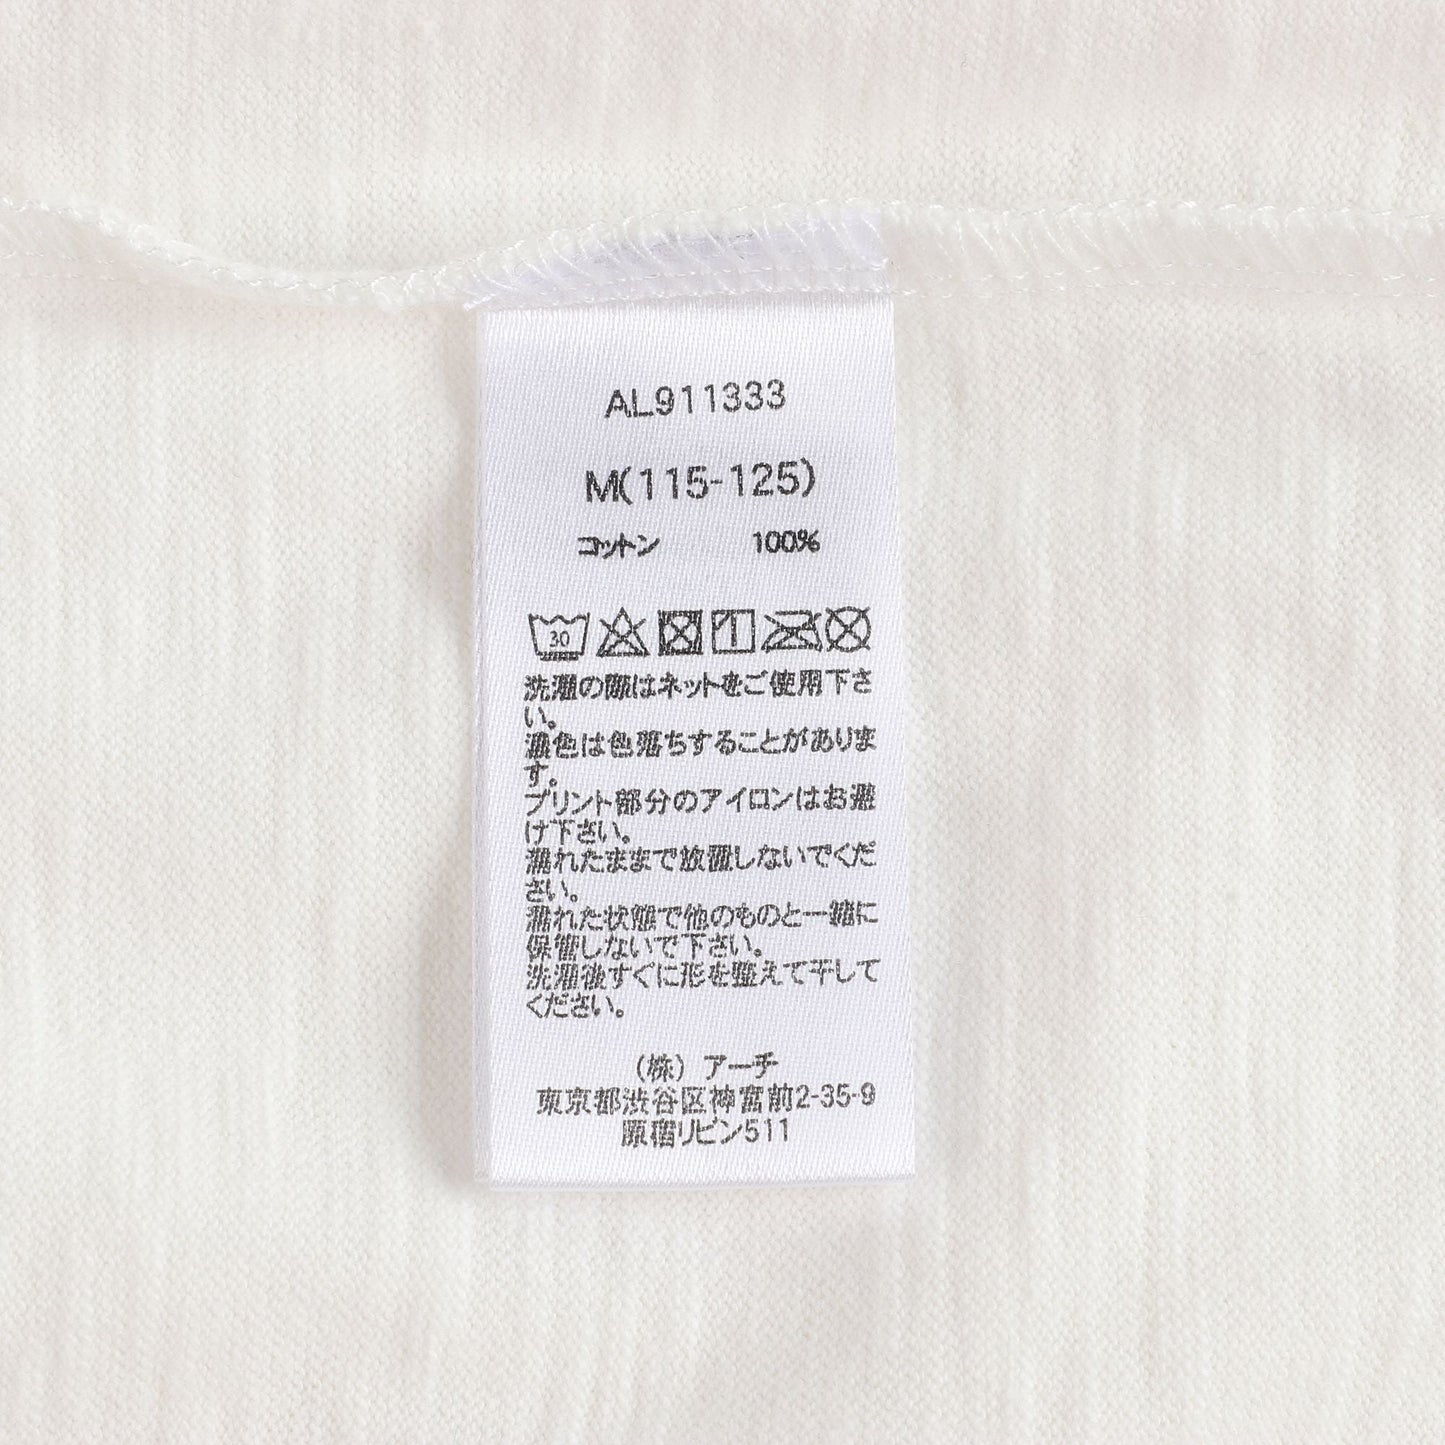 AL911333
M(115-125)
コットン 100%
30
洗濯の際はネットをご使用下さ
い。
濃色は色落ちすることがありま
す。
プリント部分のアイロンはお避
け下さい。
濡れたままで放置しないでくだ
さい。
濡れた状態で他のものと一緒に
保管しないで下さい。
洗濯後すぐに形を整えて干して
ください。
(株) アーチ
東京都渋谷区神宮前2-35-9
原宿リビン511